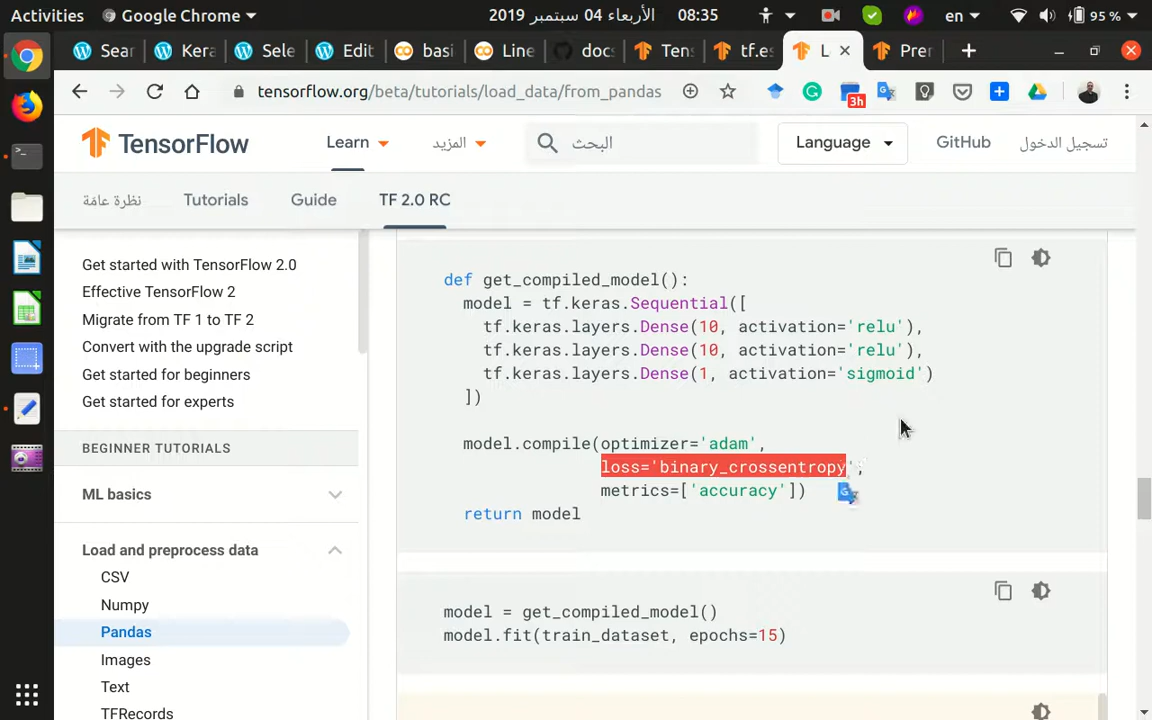 Activities
Google Chrome
الأربعاء 04 سبتمبر 2019 08:35
en
95 %
Sear
Kera
Sele
Edit
basi
Line
docs
Tens
tf.es
L
Prer
tensorflow.org/beta/tutorials/load_data/from_pandas
3h
TensorFlow
Learn
المزيد
البحث
Language
GitHub
تسجيل الدخول
نظرة عامّة
Tutorials
Guide
TF 2.0 RC
Get started with TensorFlow 2.0
Effective TensorFlow 2
Migrate from TF 1 to TF 2
Convert with the upgrade script
Get started for beginners
Get started for experts
BEGINNER TUTORIALS
ML basics
Load and preprocess data
CSV
Numpy
Pandas
Images
Text
TFRecords
def get_compiled_model():
model = tf.keras.Sequential([
tf.keras.layers.Dense(10, activation='relu'),
tf.keras.layers.Dense(10, activation='relu'),
tf.keras.layers.Dense(1, activation='sigmoid')
])
model.compile(optimizer='adam',
loss='binary_crossentropy',
metrics=['accuracy'])
return model
model = get_compiled_model()
model.fit(train_dataset, epochs=15)